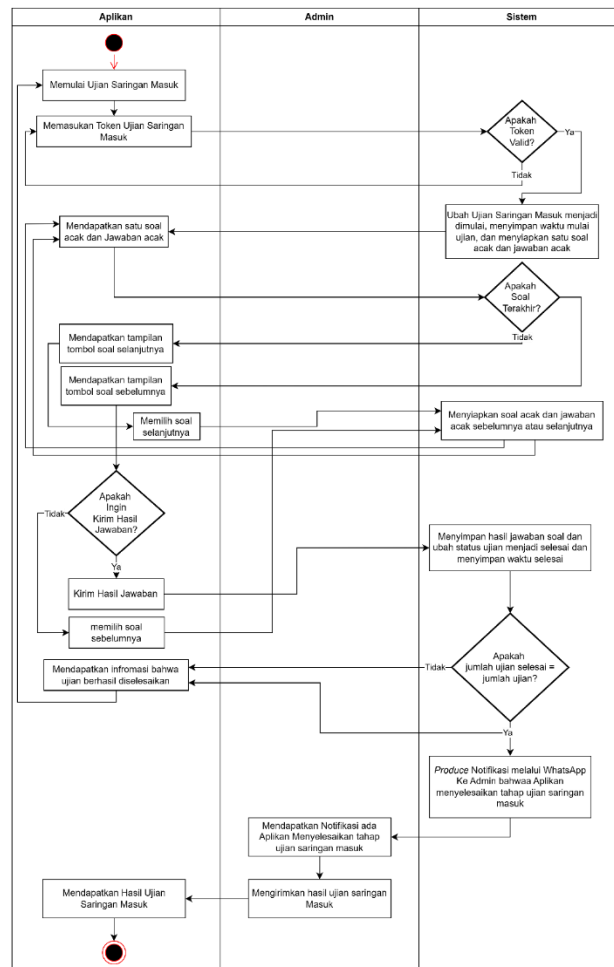 Aplikan
Admin
Sistem
Memulai Ujian Saringan Masuk
Memasukan Token Ujian Saringan
Masuk
Apakah
Token
Valid?
Ya
Tidak
Mendapatkan satu soal
acak dan Jawaban acak
Ubah Ujian Saringan Masuk menjadi
dimulai, menyimpan waktu mulai
ujian, dan menyiapkan satu soal
acak dan jawaban acak
Apakah
Soal
Terakhir?
Tidak
Mendapatkan tampilan
tombol soal selanjutnya
Mendapatkan tampilan
tombol soal sebelumnya
Memilih soal
selanjutnya
Menyiapkan soal acak dan jawaban
acak sebelumnya atau selanjutnya
Apakah
Ingin
Kirim Hasil
Jawaban?
Tidak
Ya
Kirim Hasil Jawaban
memilih soal
sebelumnya
Menyimpan hasil jawaban soal dan
ubah status ujian menjadi selesai dan
menyimpan waktu selesai
Apakah
jumlah ujian selesai =
jumlah ujian?
Tidak
Ya
Mendapatkan infromasi bahwa
ujian berhasil diselesaikan
Produce Notifikasi melalui WhatsApp
Ke Admin bahwaa Aplikan
menyelesaikan tahap ujian saringan
masuk
Mendapatkan Notifikasi ada
Aplikan Menyelesaikan tahap
ujian saringan masuk
Mengirimkan hasil ujian saringan
Masuk
Mendapatkan Hasil Ujian
Saringan Masuk